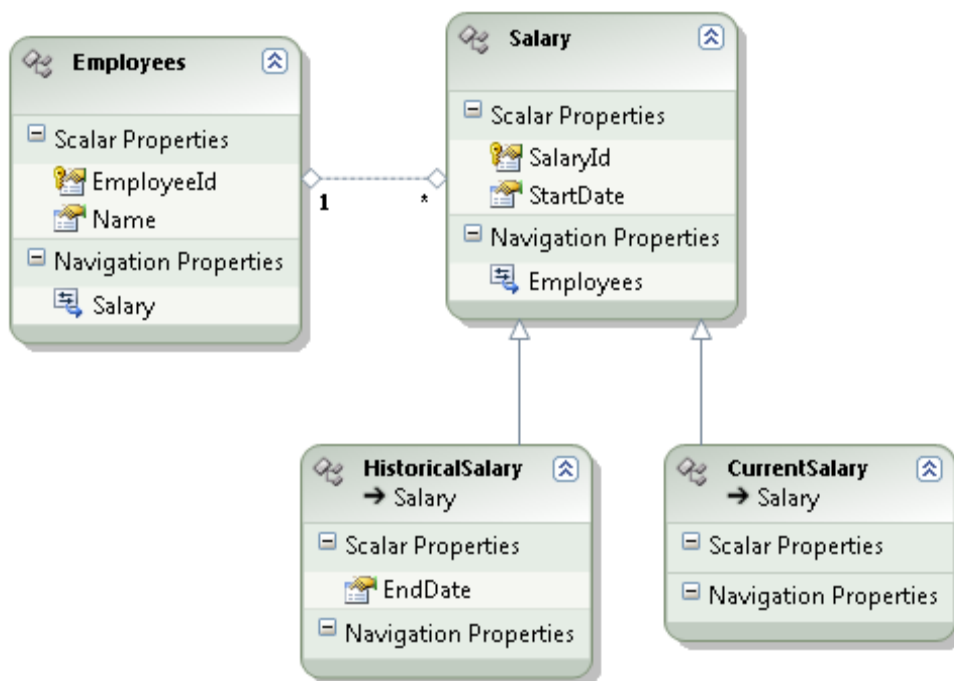 Employees
Scalar Properties
EmployeeId
Name
Navigation Properties
Salary
1
*
Salary
Scalar Properties
SalaryId
StartDate
Navigation Properties
Employees
HistoricalSalary
➔ Salary
Scalar Properties
EndDate
Navigation Properties
CurrentSalary
➔ Salary
Scalar Properties
Navigation Properties